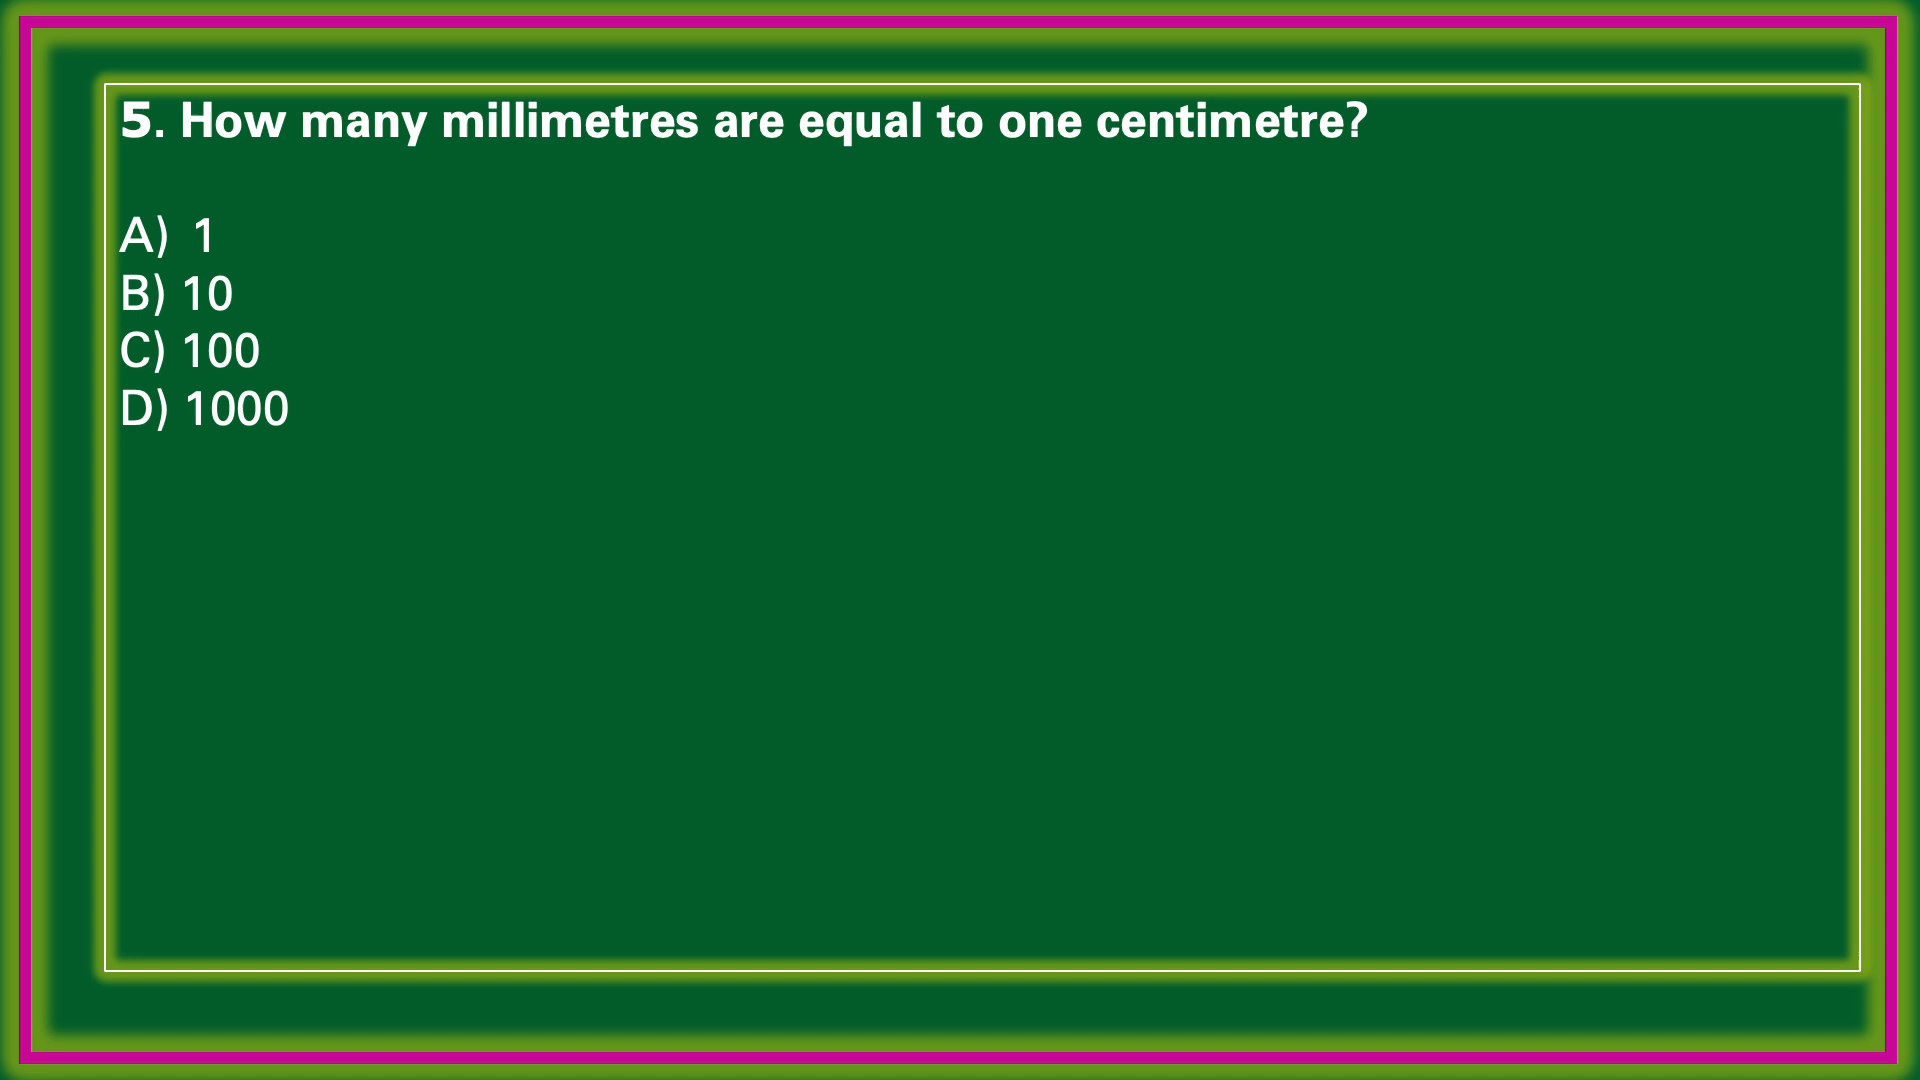 5. How many millimetres are equal to one centimetre?
A) 1
B) 10
C) 100
D) 1000